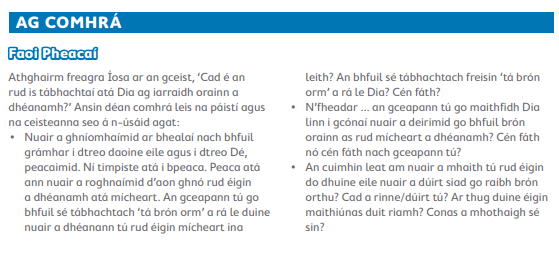 AG COMHRÁ
Faoi Pheacaí
Athghairm freagra Íosa ar an gceist, ‘Cad é an
rud is tábhachtaí atá Dia ag iarraidh orainn a
dhéanamh?’ Ansin déan comhrá leis na páistí agus
na ceisteanna seo á n-úsáid agat:
• Nuair a ghníomhaímid ar bhealaí nach bhfuil
grámhar i dtreo daoine eile agus i dtreo Dé,
peacaimid. Ní timpiste atá i bpeaca. Peaca atá
ann nuair a roghnaímid d’aon ghnó rud éigin
a dhéanamh atá mícheart. An gceapann tú go
bhfuil sé tábhachtach ‘tá brón orm’ a rá le duine
nuair a dhéanann tú rud éigin mícheart ina
leith? An bhfuil sé tábhachtach freisin ‘tá brón
orm’ a rá le Dia? Cén fáth?
• N’fheadar ... an gceapann tú go maithfidh Dia
linn i gcónaí nuair a deirimid go bhfuil brón
orainn as rud mícheart a dhéanamh? Cén fáth
nó cén fáth nach gceapann tú?
• An cuimhin leat am nuair a mhaith tú rud éigin
do dhuine eile nuair a dúirt siad go raibh brón
orthu? Cad a rinne/dúirt tú? Ar thug duine éigin
maithiúnas duit riamh? Conas a mhothaigh sé
sin?